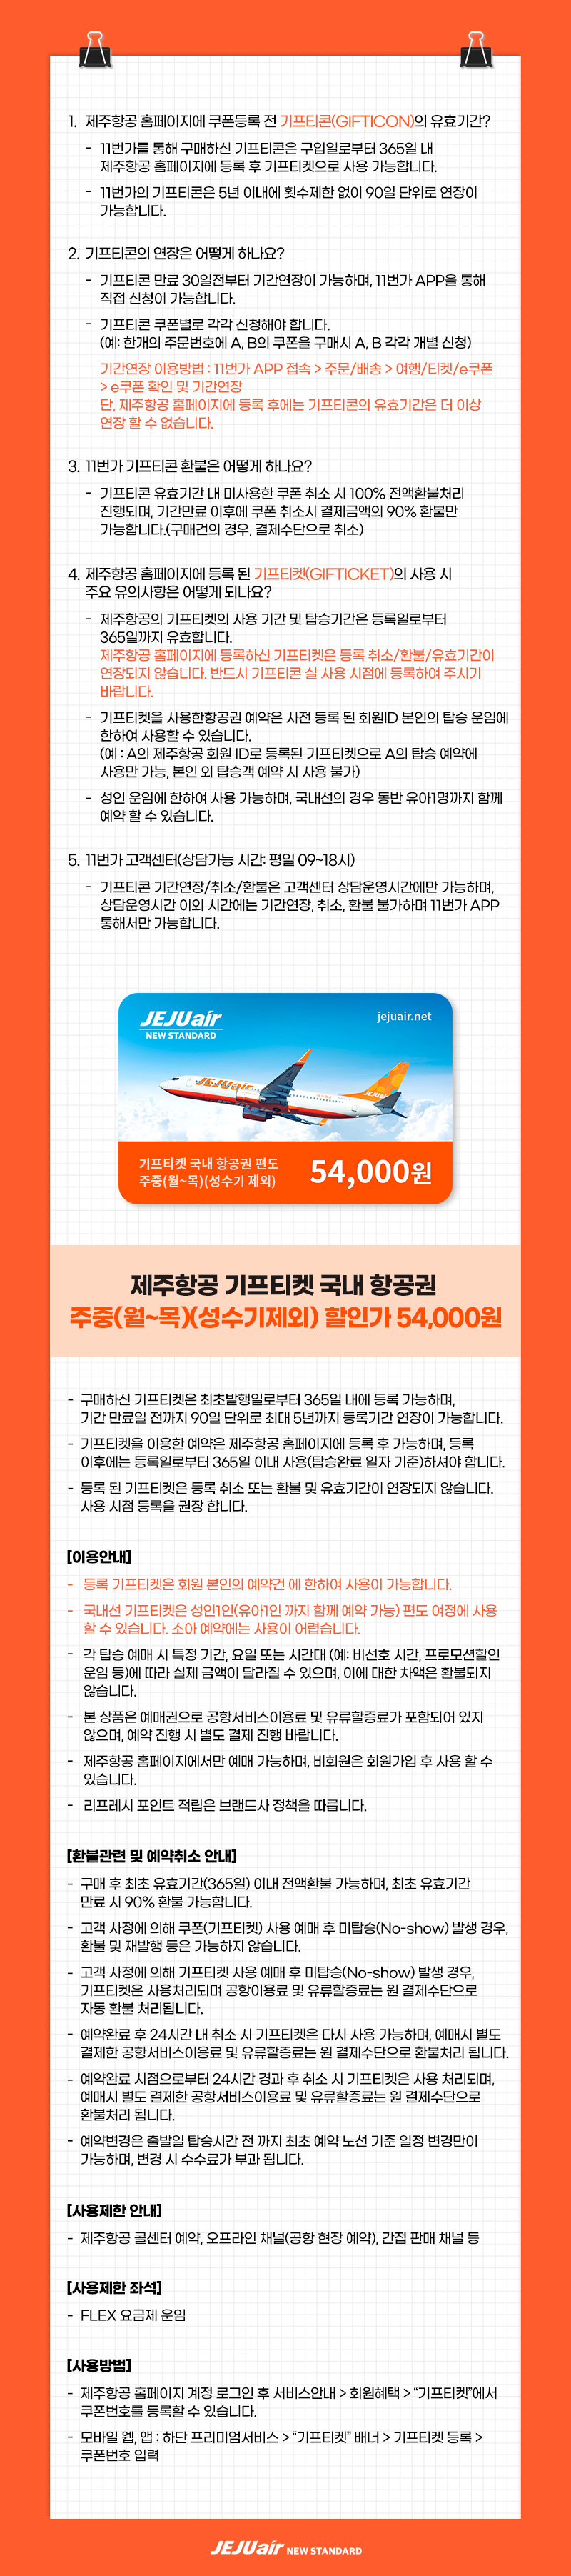 1. 제주항공 홈페이지에 쿠폰등록 전 기프티콘(GIFTICON)의 유효기간?
- 11번가를 통해 구매하신 기프티콘은 구입일로부터 365일 내
제주항공 홈페이지에 등록 후 기프티켓으로 사용 가능합니다.
- 11번가의 기프티콘은 5년 이내에 횟수제한 없이 90일 단위로 연장이
가능합니다.
2. 기프티콘의 연장은 어떻게 하나요?
- 기프티콘 만료 30일전부터 기간연장이 가능하며, 11번가 APP을 통해
직접 신청이 가능합니다.
- 기프티콘 쿠폰별로 각각 신청해야 합니다.
(예: 한개의 주문번호에 A, B의 쿠폰을 구매시 A, B 각각 개별 신청)
기간연장 이용방법 : 11번가 APP 접속 > 주문/배송 > 여행/티켓/e쿠폰
> e쿠폰 확인 및 기간연장
단, 제주항공 홈페이지에 등록 후에는 기프티콘의 유효기간은 더 이상
연장 할 수 없습니다.
3. 11번가 기프티콘 환불은 어떻게 하나요?
- 기프티콘 유효기간 내 미사용한 쿠폰 취소 시 100% 전액환불처리
진행되며, 기간만료 이후에 쿠폰 취소시 결제금액의 90% 환불만
가능합니다.(구매건의 경우, 결제수단으로 취소)
4. 제주항공 홈페이지에 등록 된 기프티켓(GIFTICKET)의 사용 시
주요 유의사항은 어떻게 되나요?
- 제주항공의 기프티켓의 사용 기간 및 탑승기간은 등록일로부터
365일까지 유효합니다.
제주항공 홈페이지에 등록하신 기프티켓은 등록 취소/환불/유효기간이
연장되지 않습니다. 반드시 기프티콘 실 사용 시점에 등록하여 주시기
바랍니다.
- 기프티켓을 사용한항공권 예약은 사전 등록 된 회원ID 본인의 탑승 운임에
한하여 사용할 수 있습니다.
(예 : A의 제주항공 회원 ID로 등록된 기프티켓으로 A의 탑승 예약에
사용만 가능, 본인 외 탑승객 예약 시 사용 불가)
- 성인 운임에 한하여 사용 가능하며, 국내선의 경우 동반 유아1명까지 함께
예약 할 수 있습니다.
5. 11번가 고객센터(상담가능 시간: 평일 09~18시)
- 기프티콘 기간연장/취소/환불은 고객센터 상담운영시간에만 가능하며,
상담운영시간 이외 시간에는 기간연장, 취소, 환불 불가하며 11번가 APP
통해서만 가능합니다.
JEJUair
NEW STANDARD
jejuair.net
JEJUair
기프티켓 국내 항공권 편도
주중(월~목)(성수기 제외)
54,000원
제주항공 기프티켓 국내 항공권
주중(월~목)(성수기제외) 할인가 54,000원
- 구매하신 기프티켓은 최초발행일로부터 365일 내에 등록 가능하며,
기간 만료일 전까지 90일 단위로 최대 5년까지 등록기간 연장이 가능합니다.
- 기프티켓을 이용한 예약은 제주항공 홈페이지에 등록 후 가능하며, 등록
이후에는 등록일로부터 365일 이내 사용(탑승완료 일자 기준)하셔야 합니다.
- 등록 된 기프티켓은 등록 취소 또는 환불 및 유효기간이 연장되지 않습니다.
사용 시점 등록을 권장 합니다.
[이용안내]
- 등록 기프티켓은 회원 본인의 예약건 에 한하여 사용이 가능합니다.
- 국내선 기프티켓은 성인1인(유아1인 까지 함께 예약 가능) 편도 여정에 사용
할 수 있습니다. 소아 예약에는 사용이 어렵습니다.
- 각 탑승 예매 시 특정 기간, 요일 또는 시간대 (예: 비선호 시간, 프로모션할인
운임 등)에 따라 실제 금액이 달라질 수 있으며, 이에 대한 차액은 환불되지
않습니다.
- 본 상품은 예매권으로 공항서비스이용료 및 유류할증료가 포함되어 있지
않으며, 예약 진행 시 별도 결제 진행 바랍니다.
- 제주항공 홈페이지에서만 예매 가능하며, 비회원은 회원가입 후 사용 할 수
있습니다.
- 리프레시 포인트 적립은 브랜드사 정책을 따릅니다.
[환불관련 및 예약취소 안내]
- 구매 후 최초 유효기간(365일) 이내 전액환불 가능하며, 최초 유효기간
만료 시 90% 환불 가능합니다.
- 고객 사정에 의해 쿠폰(기프티켓) 사용 예매 후 미탑승(No-show) 발생 경우,
환불 및 재발행 등은 가능하지 않습니다.
- 고객 사정에 의해 기프티켓 사용 예매 후 미탑승(No-show) 발생 경우,
기프티켓은 사용처리되며 공항이용료 및 유류할증료는 원 결제수단으로
자동 환불 처리됩니다.
- 예약완료 후 24시간 내 취소 시 기프티켓은 다시 사용 가능하며, 예매시 별도
결제한 공항서비스이용료 및 유류할증료는 원 결제수단으로 환불처리 됩니다.
- 예약완료 시점으로부터 24시간 경과 후 취소 시 기프티켓은 사용 처리되며,
예매시 별도 결제한 공항서비스이용료 및 유류할증료는 원 결제수단으로
환불처리 됩니다.
- 예약변경은 출발일 탑승시간 전 까지 최초 예약 노선 기준 일정 변경만이
가능하며, 변경 시 수수료가 부과 됩니다.
[사용제한 안내]
- 제주항공 콜센터 예약, 오프라인 채널(공항 현장 예약), 간접 판매 채널 등
[사용제한 좌석]
- FLEX 요금제 운임
[사용방법]
- 제주항공 홈페이지 계정 로그인 후 서비스안내 > 회원혜택 > “기프티켓”에서
쿠폰번호를 등록할 수 있습니다.
- 모바일 웹, 앱 : 하단 프리미엄서비스 > “기프티켓” 배너 > 기프티켓 등록 >
쿠폰번호 입력
JEJUair NEW STANDARD